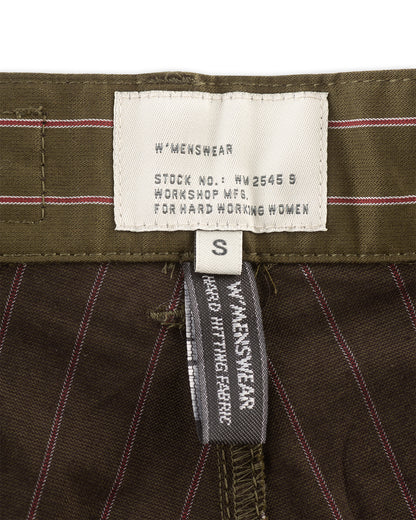 W'MENSWEAR
STOCK NO.: WM 2545 S
WORKSHOP MFG.
FOR HARD WORKING WOMEN
S
W'MENSWEAR
HARD HITTING FABRIC